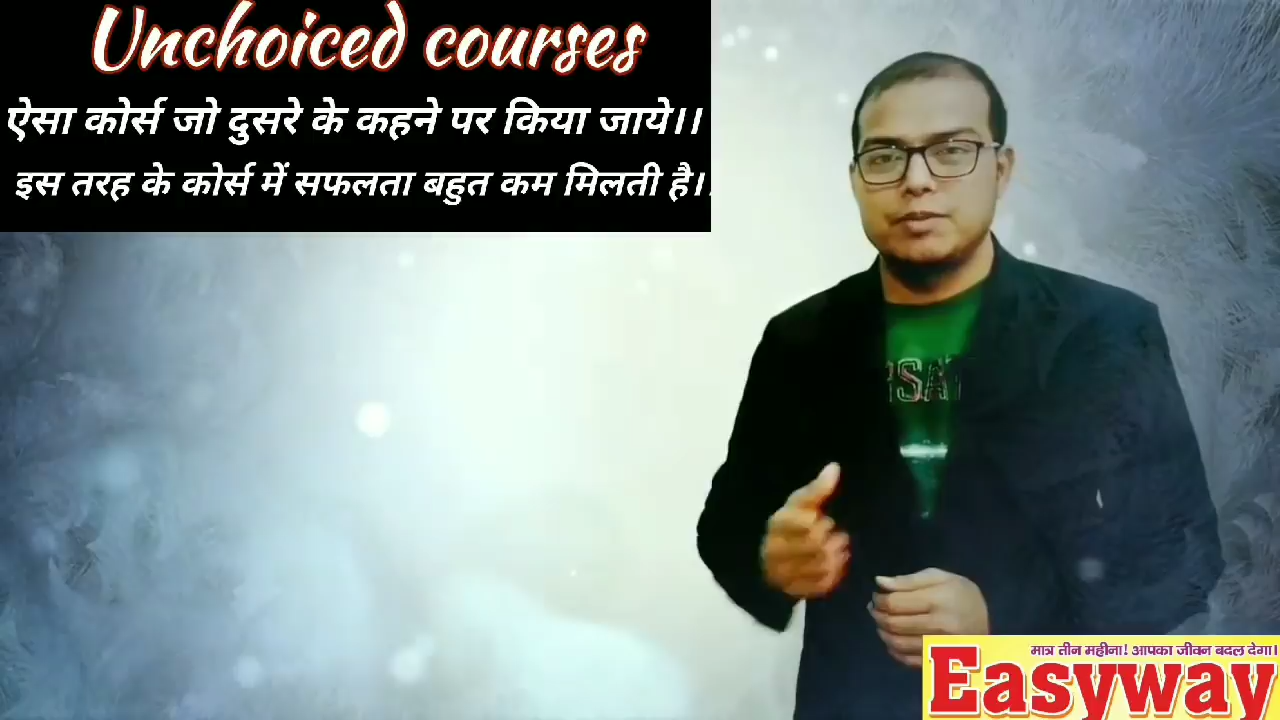 Unchoiced courses
ऐसा कोर्स जो दुसरे के कहने पर किया जाये।।
इस तरह के कोर्स में सफलता बहुत कम मिलती है।।
मात्र तीन महीना! आपका जीवन बदल देगा।
Easyway